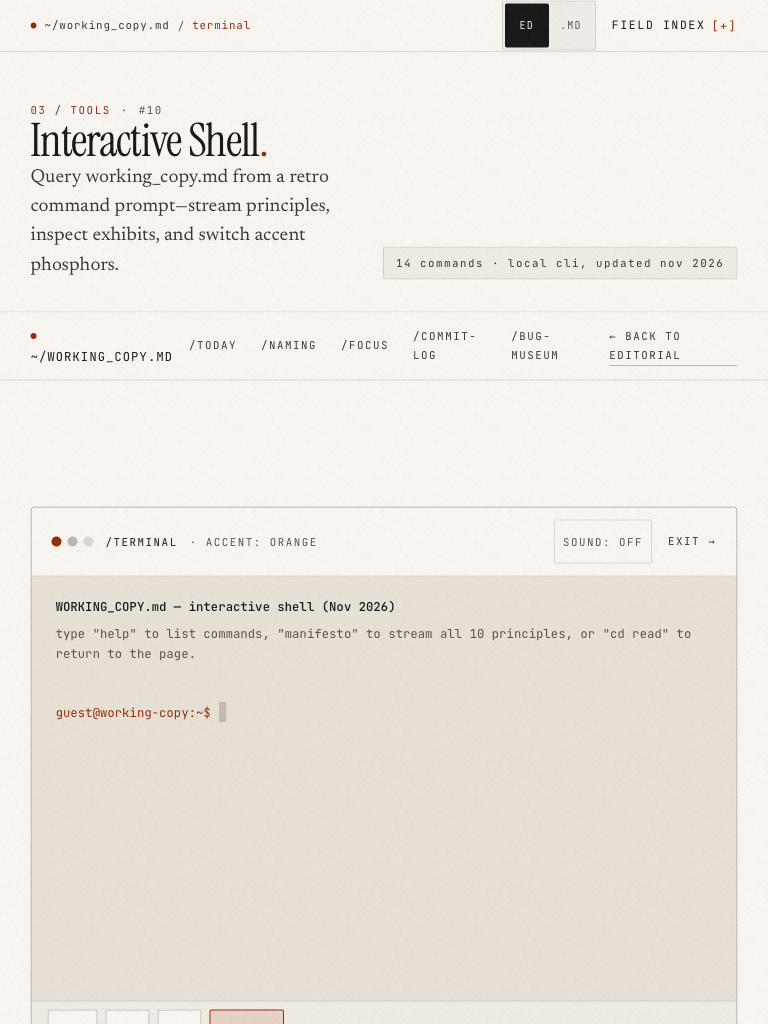 ~/working_copy.md / terminal
ED .MD
FIELD INDEX [+]
03 / TOOLS · #10
Interactive Shell.
Query working_copy.md from a retro
command prompt—stream principles,
inspect exhibits, and switch accent
phosphors.
14 commands · local cli, updated nov 2026
~/WORKING_COPY.MD
/TODAY
/NAMING
/FOCUS
/COMMIT-
LOG
/BUG-
MUSEUM
← BACK TO
EDITORIAL
/TERMINAL · ACCENT: ORANGE
SOUND: OFF
EXIT →
WORKING_COPY.md — interactive shell (Nov 2026)
type "help" to list commands, "manifesto" to stream all 10 principles, or "cd read" to
return to the page.
guest@working-copy:~$